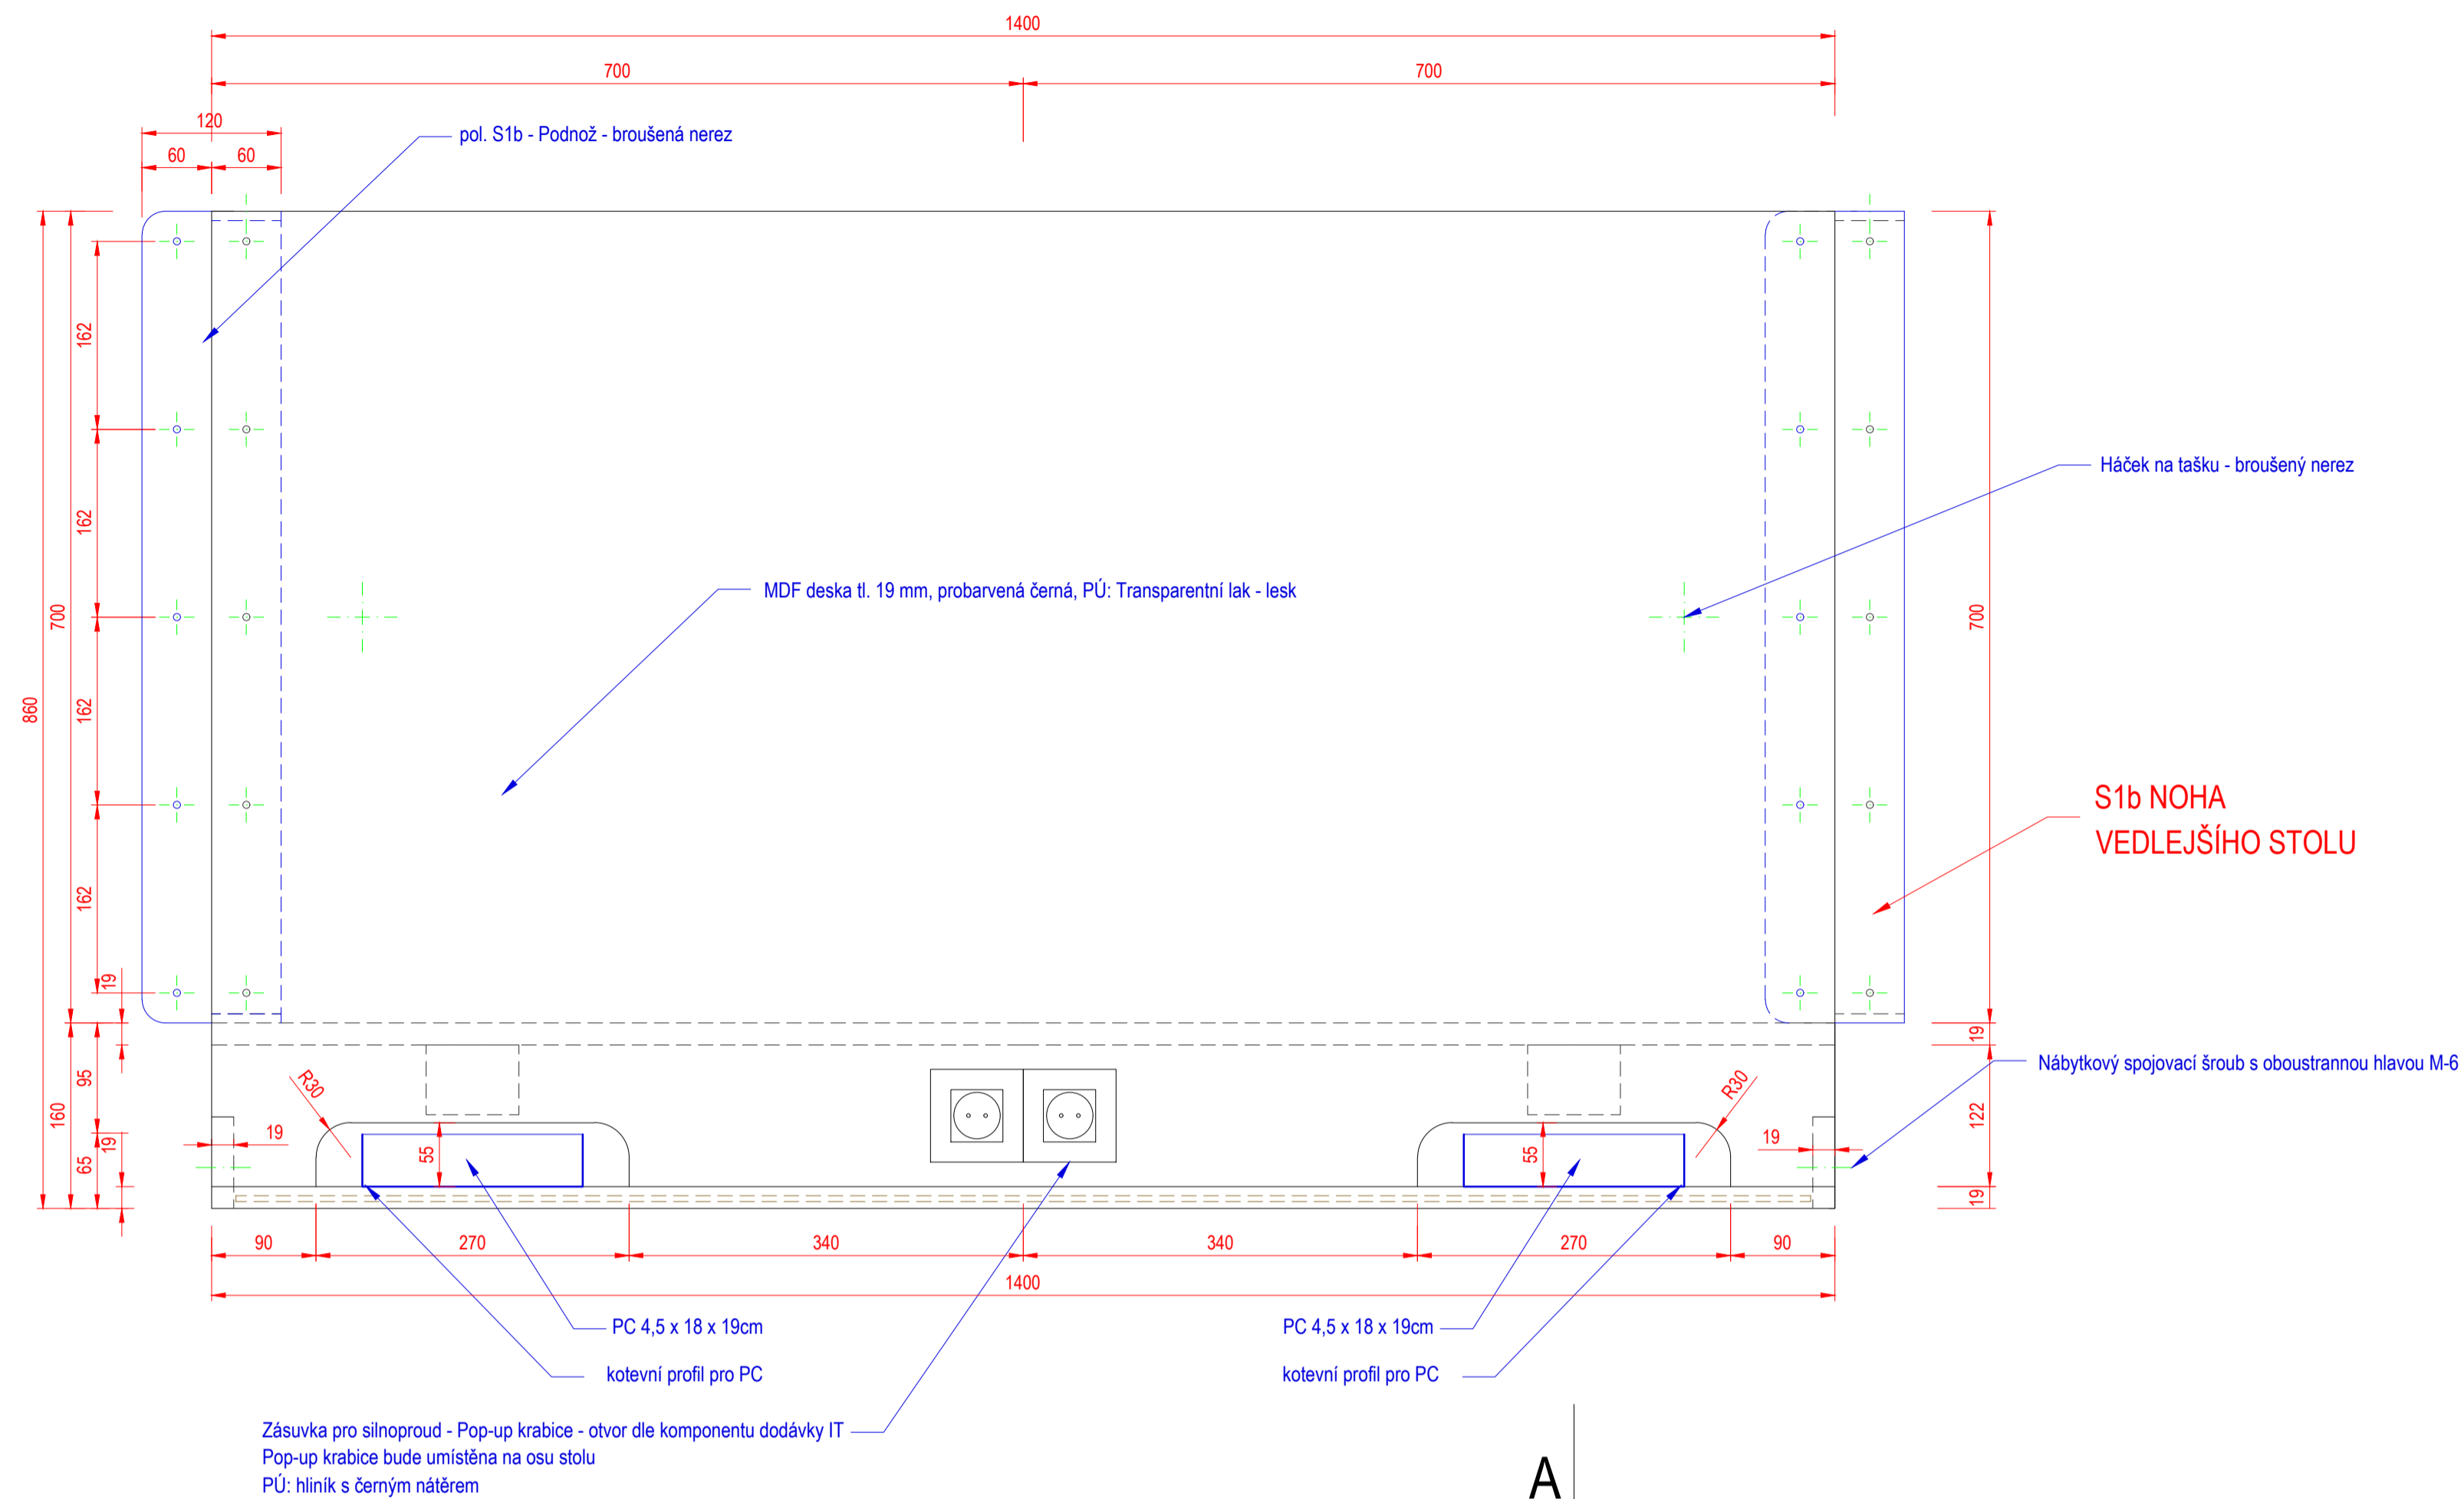 1400
700
700
120
pol. S1b - Podnož - broušená nerez
60
60
162
162
162
162
700
860
Háček na tašku - broušený nerez
MDF deska tl. 19 mm, probarvená černá, PÚ: Transparentní lak - lesk
700
S1b NOHA
VEDLEJŠÍHO STOLU
19
95
160
65
19
19
R30
55
R30
55
19
19
122
19
Nábytkový spojovací šroub s oboustrannou hlavou M-6
90
270
340
340
270
90
1400
PC 4,5 x 18 x 19cm
PC 4,5 x 18 x 19cm
kotevní profil pro PC
kotevní profil pro PC
Zásuvka pro silnoproud - Pop-up krabice - otvor dle komponentu dodávky IT
Pop-up krabice bude umístěna na osu stolu
PÚ: hliník s černým nátěrem
A